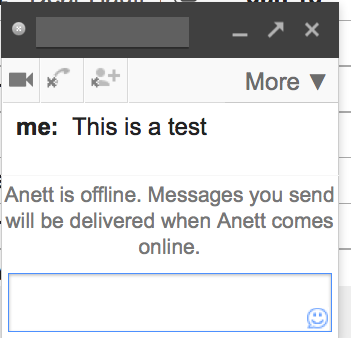 More ▼
me: This is a test
Anett is offline. Messages you send
will be delivered when Anett comes
online.